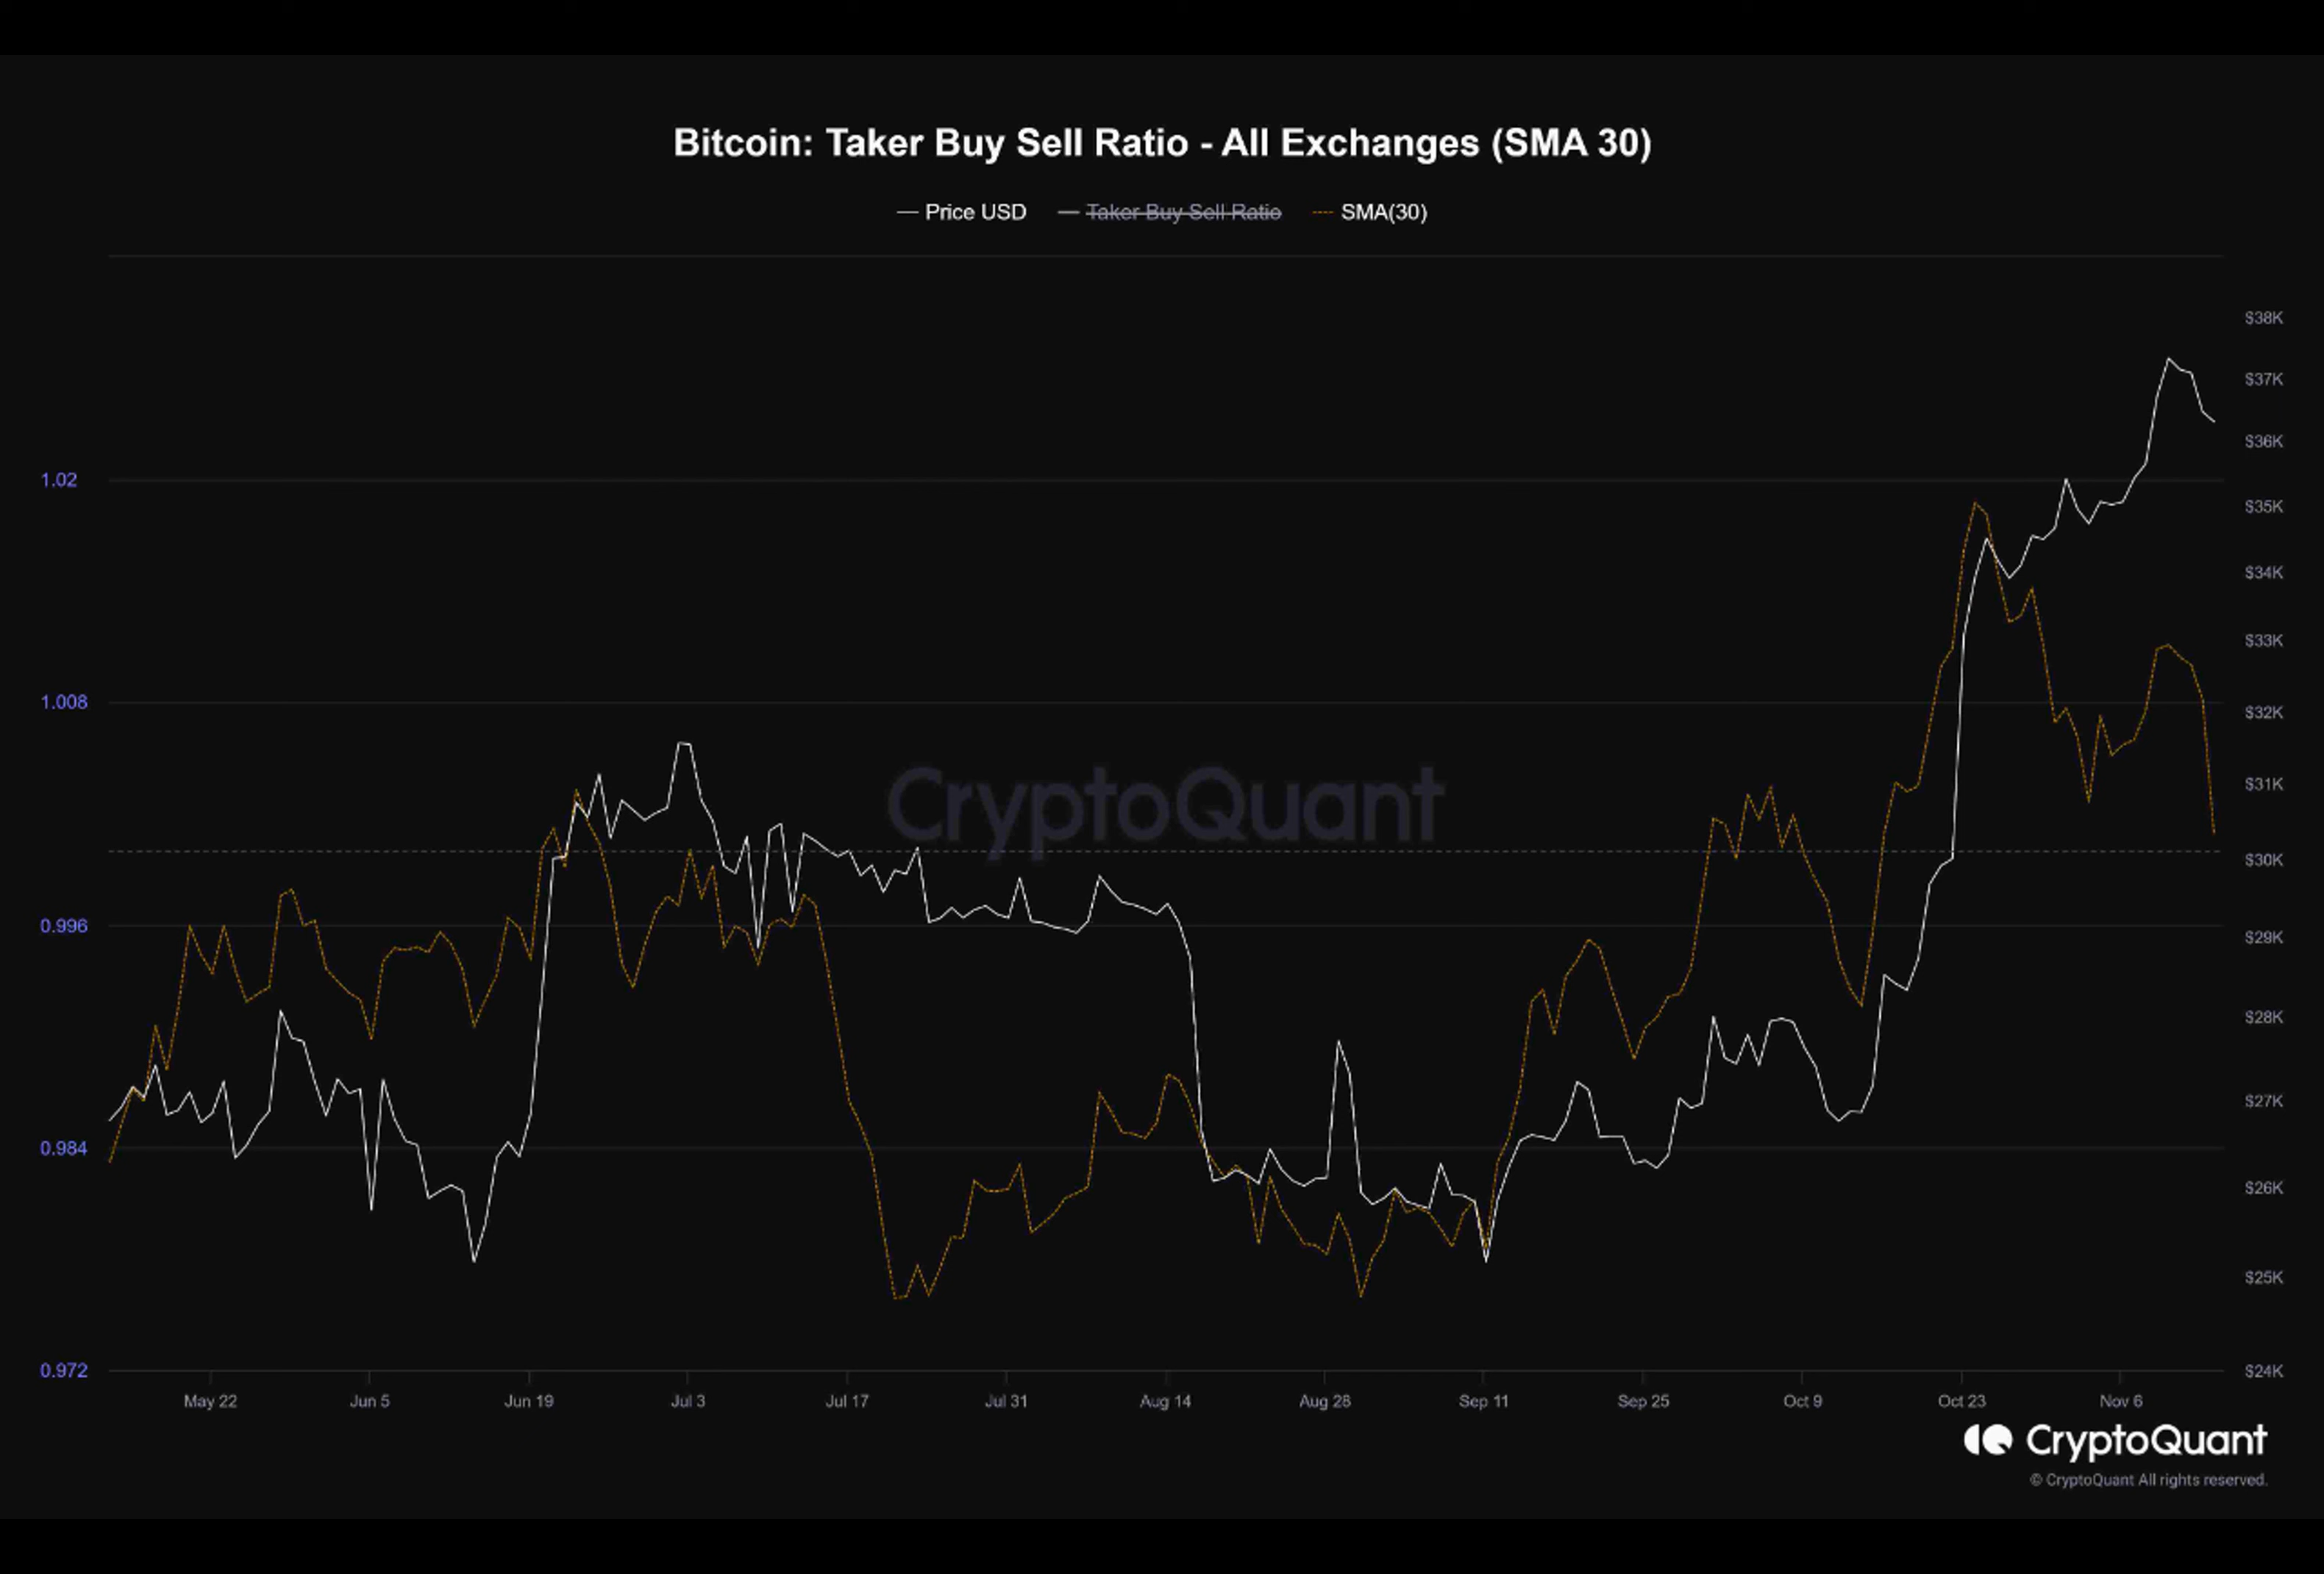 Bitcoin: Taker Buy Sell Ratio - All Exchanges (SMA 30)
Price USD Taker Buy Sell Ratio SMA(30)
$38K
$37K
$36K
1.02
$35K
$34K
$33K
1.008
$32K
$31K
CryptoQuant
$30K
0.996
$29K
$28K
$27K
0.984
$26K
$25K
0.972
$24K
May 22 Jun 5 Jun 19 Jul 3 Jul 17 Jul 31 Aug 14 Aug 28 Sep 11 Sep 25 Oct 9 Oct 23 Nov 6
CryptoQuant
© CryptoQuant All rights reserved.